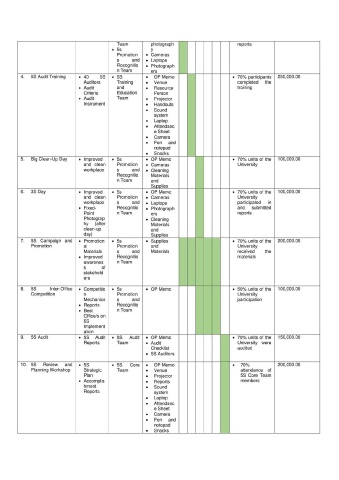 Team photograph reports
• 5s y
Promotion • Cameras
s and • Laptops
Recognitio • Photograph
n Team ers
4. 5S Audit Training • 40 5S • 5S • OP Memo • 70% participants 250,000.00
Auditors Training • Venue completed the
• Audit and • Resource training
Criteria Education Person
• Audit Team • Projector
Instrument • Handouts
• Sound
system
• Laptop
• Attendanc
e Sheet
• Camera
• Pen and
notepad
• Snacks
5. Big Clean-Up Day • Improved • 5s • OP Memo • 70% units of the 100,000.00
and clean Promotion • Cameras University
workplace s and • Cleaning
Recognitio Materials
n Team and
Supplies
6. 3S Day • Improved • 5s • OP Memo • 70% units of the 100,000.00
and clean Promotion • Cameras University
workplace s and • Laptops participated
• Fixed- Recognitio • Photograph in and
Point n Team ers submitted
Photograp • Cleaning reports
hy (after Materials
clean-up and
day) Supplies
7. 5S Campaign and • Promotion • 5s • Supplies • 70% units of the 200,000.00
Promotion al Promotion and University
Materials s and Materials received the
• Improved Recognitio materials
awarenes n Team
s of
stakehold
ers
8. 5S Inter-Office • Competitio • 5s • OP Memo • 50% units of the 100,000.00
Competition n Promotion University
Mechanics s and participation
• Reports Recognitio
• Best n Team
Office/s on
5S
Implement
ation
9. 5S Audit • 5S Audit • 5S Audit • OP Memo • 70% units of the 150,000.00
Reports Team • Audit University were
Checklist audited
• 5S Auditors
10. 5S Review and • 5S • 5S Core • OP Memo • 70% 200,000.00
Planning Workshop Strategic Team • Venue attendance of
Plan • Projector 5S Core Team
• Accomplis • Reports members
hment • Sound
Reports system
• Laptop
• Attendanc
e Sheet
• Camera
• Pen and
notepad
• Snacks